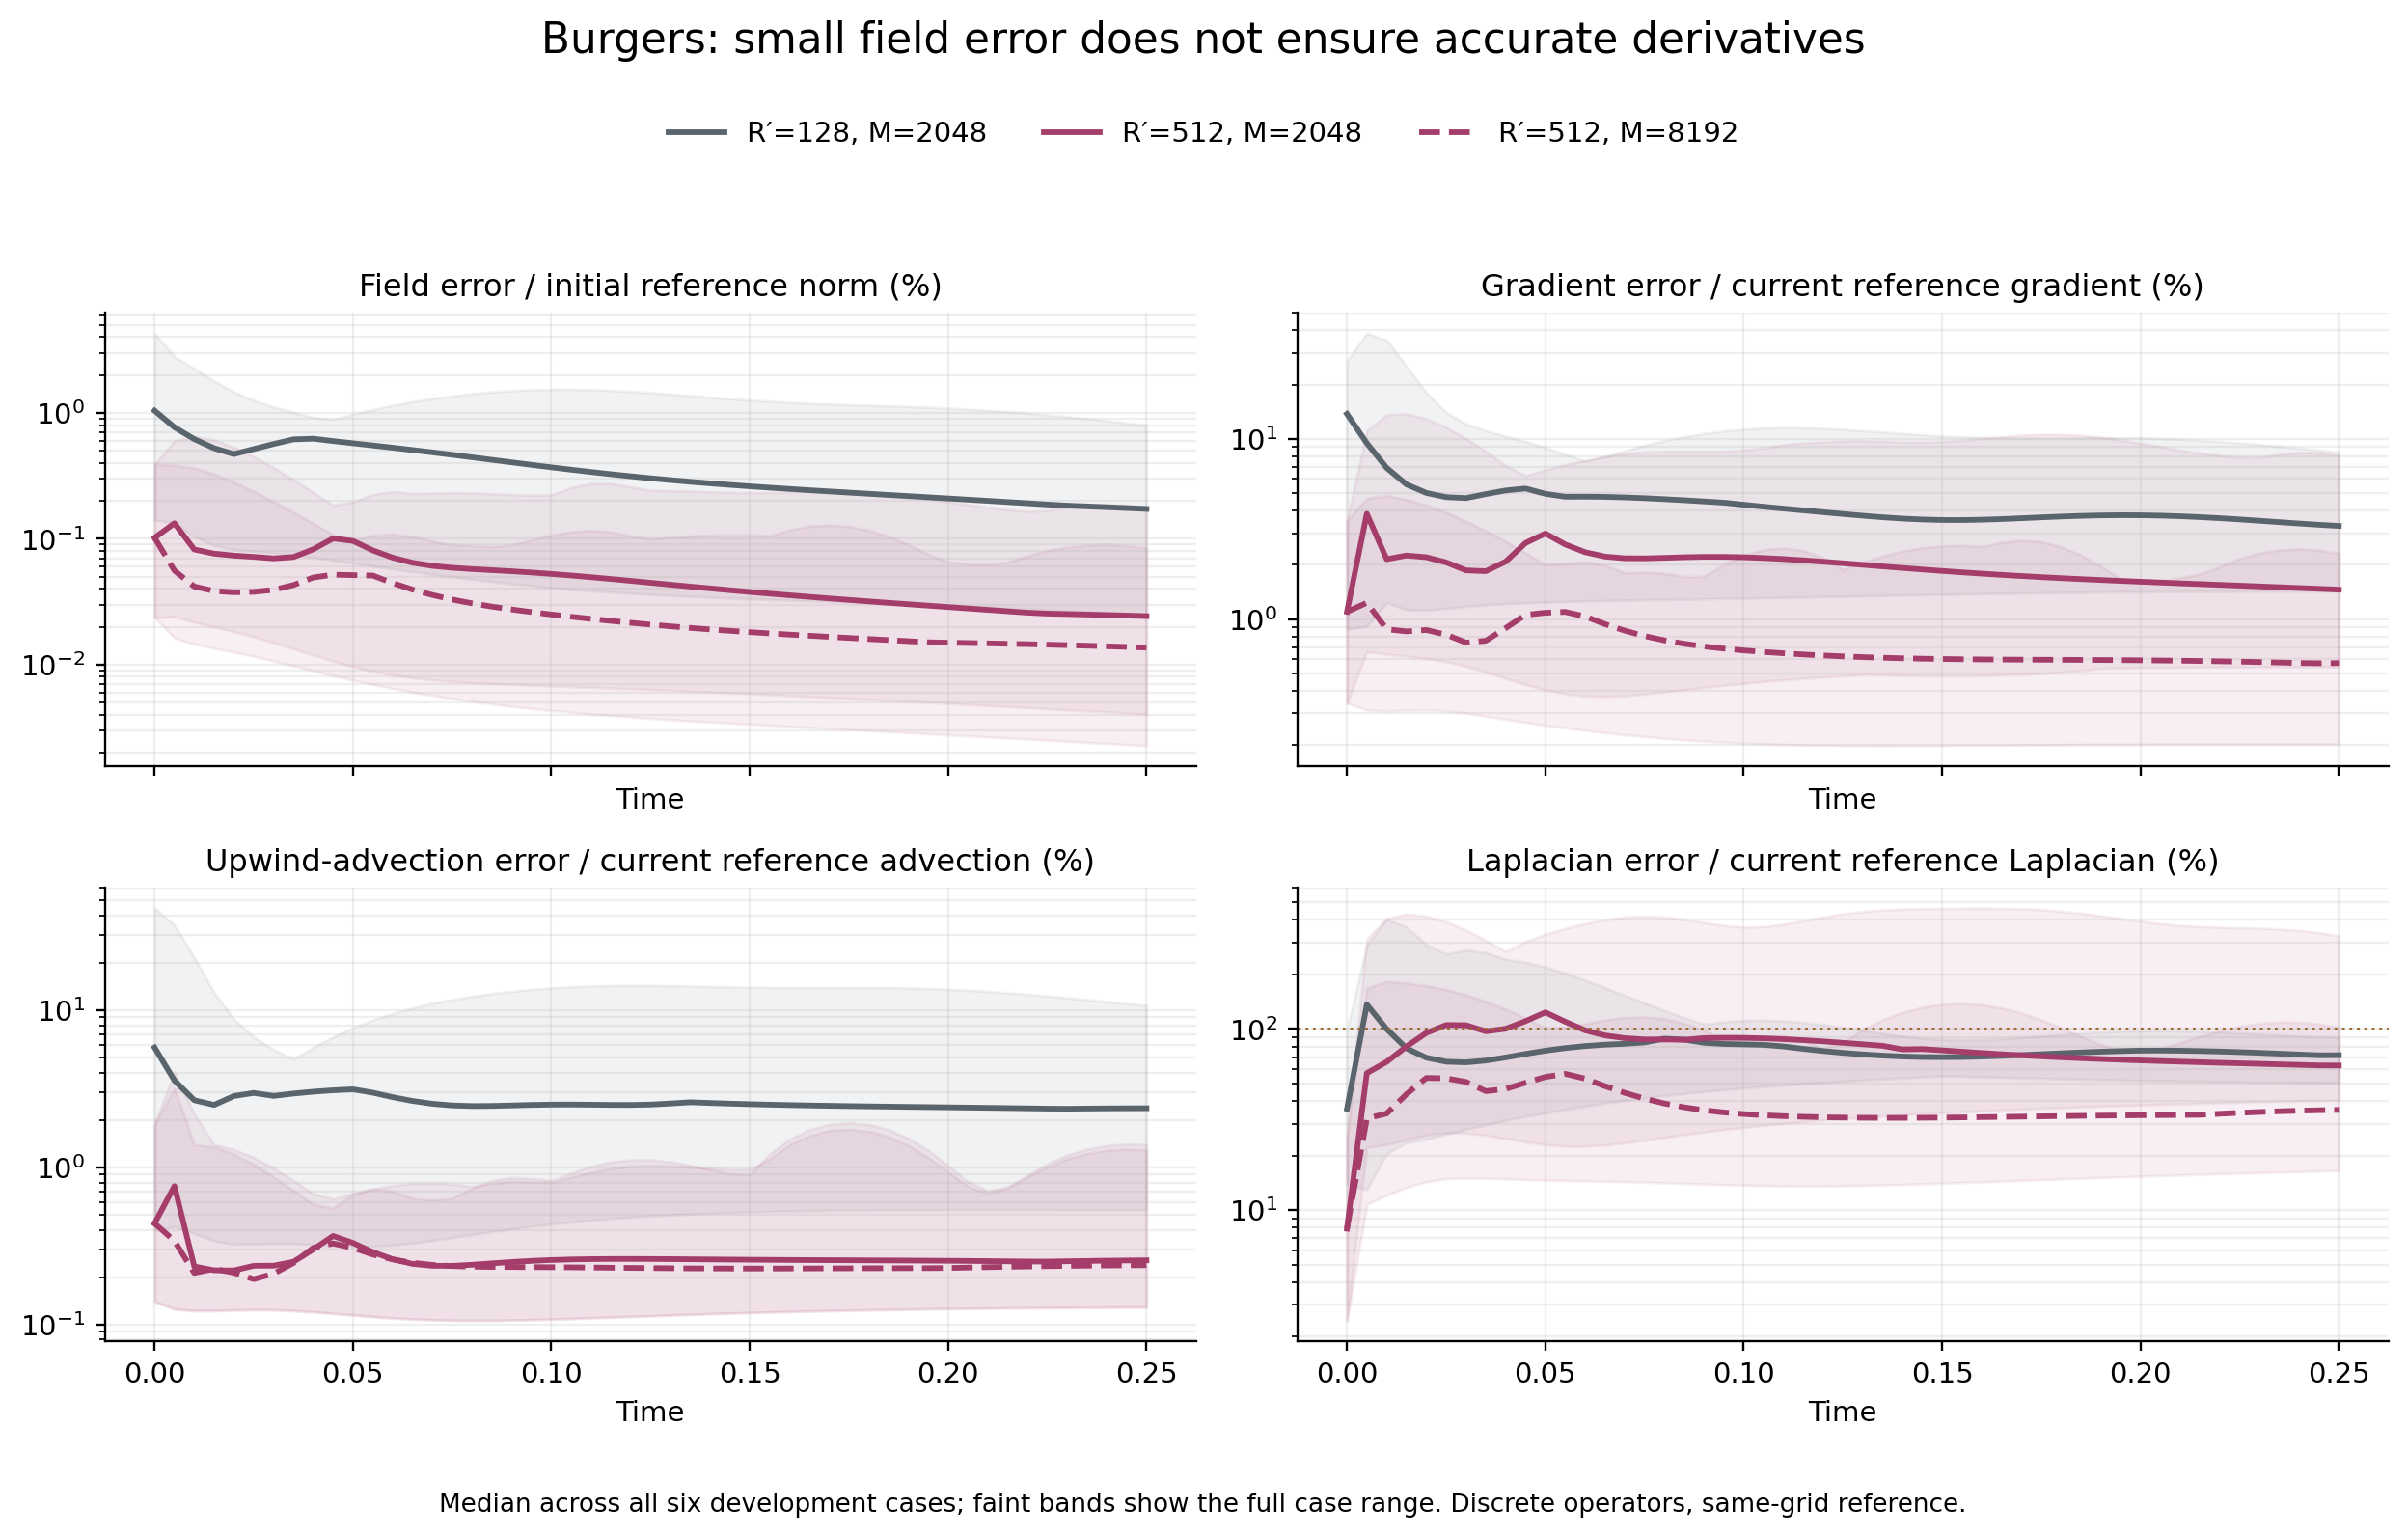 Burgers: small field error does not ensure accurate derivatives
R′=128, M=2048 R′=512, M=2048 R′=512, M=8192
Field error / initial reference norm (%)
10⁰
10⁻¹
10⁻²
Time
Gradient error / current reference gradient (%)
10¹
10⁰
Time
Upwind-advection error / current reference advection (%)
10¹
10⁰
10⁻¹
0.00 0.05 0.10 0.15 0.20 0.25
Time
Laplacian error / current reference Laplacian (%)
10²
10¹
0.00 0.05 0.10 0.15 0.20 0.25
Time
Median across all six development cases; faint bands show the full case range. Discrete operators, same-grid reference.